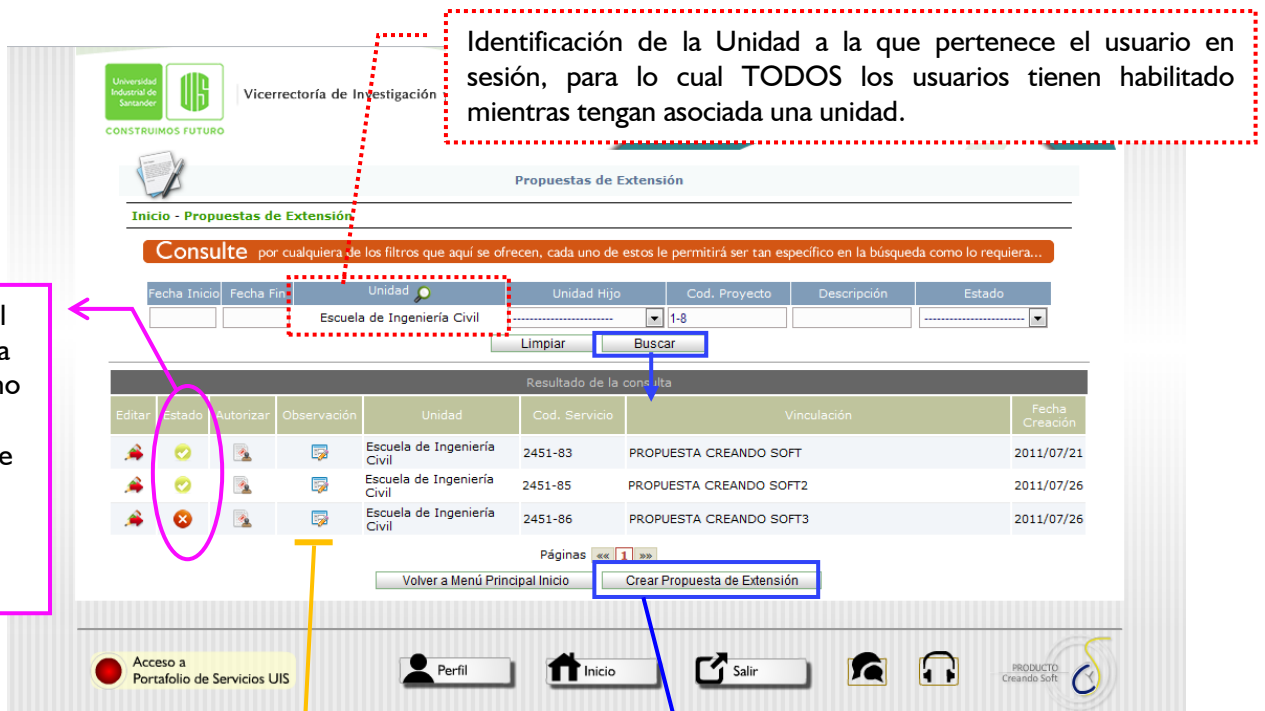 Identificación de la Unidad a la que pertenece el usuario en
sesión, para lo cual TODOS los usuarios tienen habilitado
mientras tengan asociada una unidad.
Universidad
Industrial de
Santander
UIS
CONSTRUIMOS FUTURO
Vicerrectoría de Investigación
Propuestas de Extensión
Inicio - Propuestas de Extensión
Consulte por cualquiera de los filtros que aquí se ofrecen, cada uno de estos le permitirá ser tan específico en la búsqueda como lo requiera...
Fecha Inicio Fecha Fin Unidad Unidad Hijo Cod. Proyecto Descripción Estado
Escuela de Ingeniería Civil ------------------------ 1-8 ------------------------
Limpiar Buscar
Resultado de la consulta
Editar Estado Autorizar Observación Unidad Cod. Servicio Vinculación Fecha Creación
Escuela de Ingeniería Civil 2451-83 PROPUESTA CREANDO SOFT 2011/07/21
Escuela de Ingeniería Civil 2451-85 PROPUESTA CREANDO SOFT2 2011/07/26
Escuela de Ingeniería Civil 2451-86 PROPUESTA CREANDO SOFT3 2011/07/26
Páginas «« 1 »»
Volver a Menú Principal Inicio Crear Propuesta de Extensión
Acceso a
Portafolio de Servicios UIS
Perfil Inicio Salir
PRODUCTO
Creando Soft